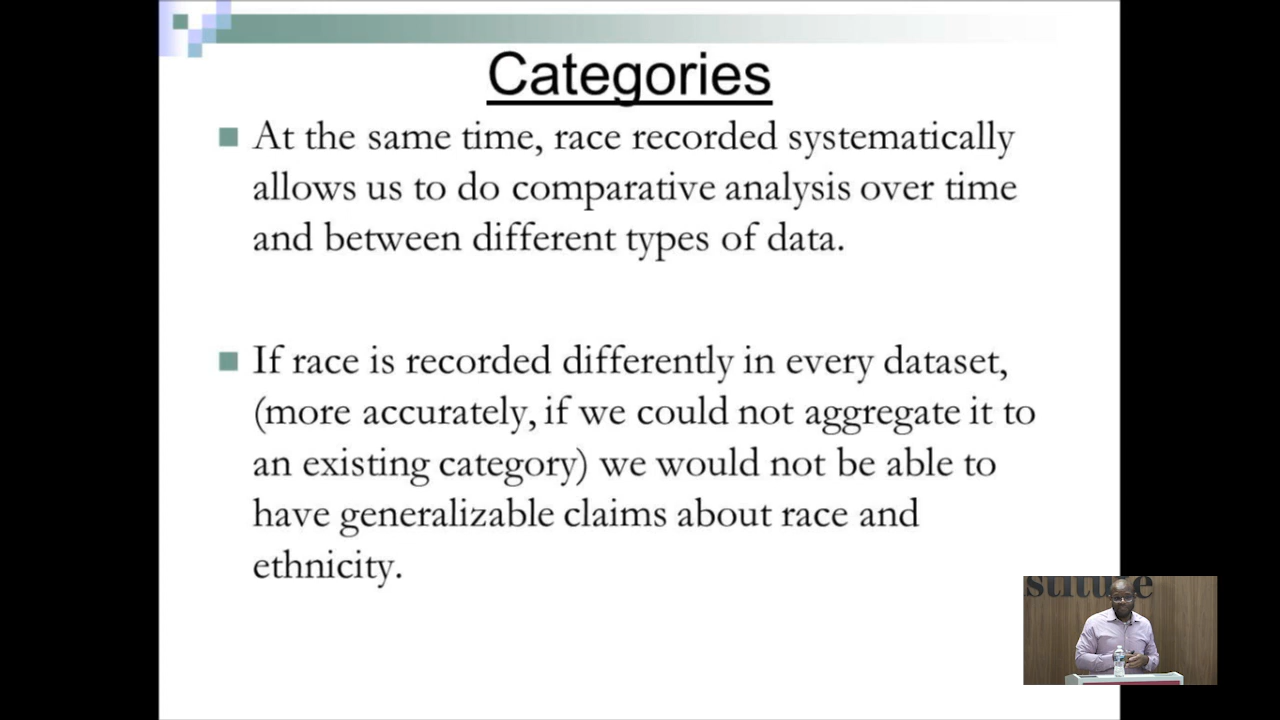 Categories
At the same time, race recorded systematically
allows us to do comparative analysis over time
and between different types of data.
If race is recorded differently in every dataset,
(more accurately, if we could not aggregate it to
an existing category) we would not be able to
have generalizable claims about race and
ethnicity.
stitute